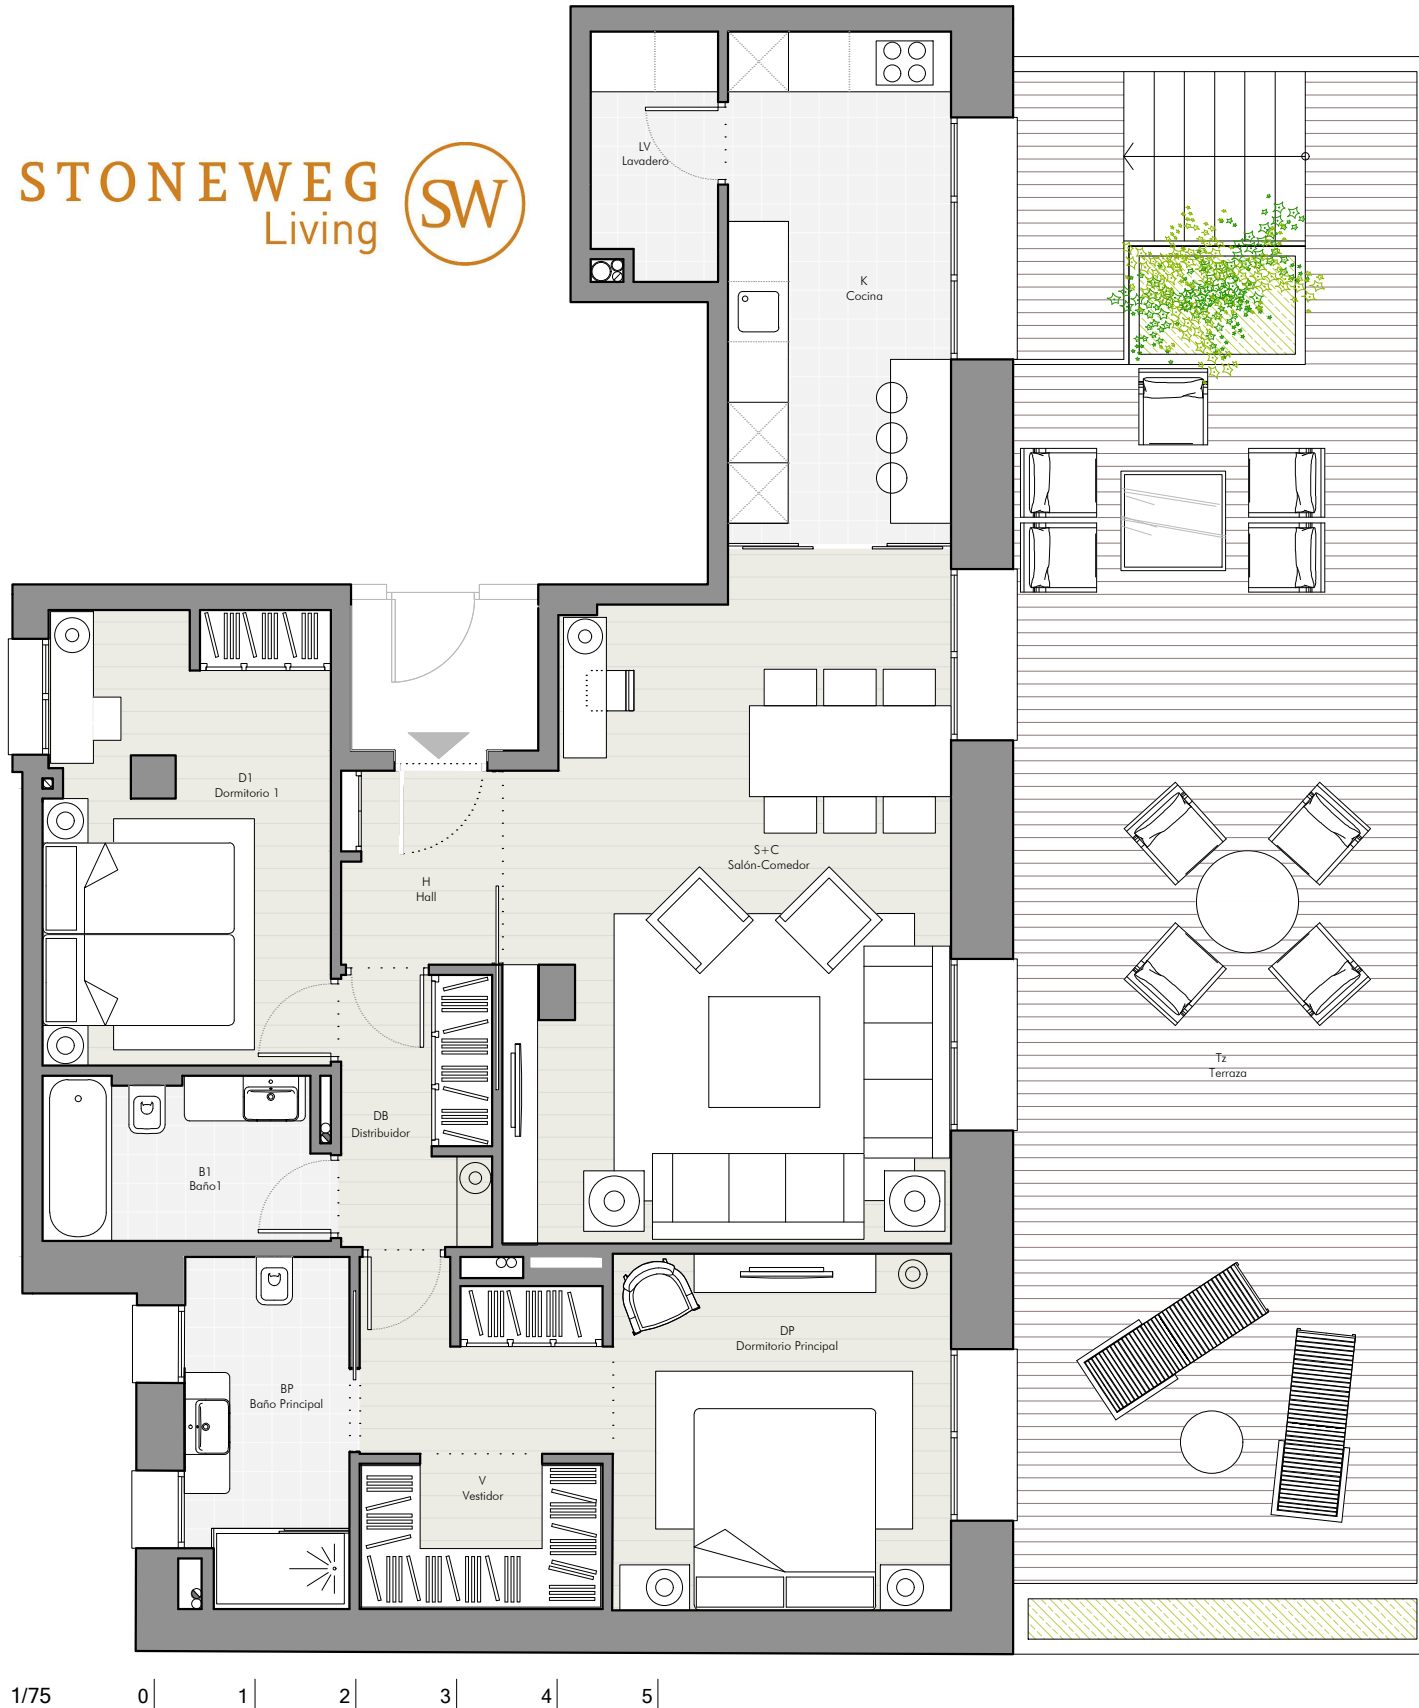 STONEWEG
Living
SW
LV
Lavadero
K
Cocina
D1
Dormitorio 1
H
Hall
S+C
Salón-Comedor
Tz
Terraza
DB
Distribuidor
B1
Baño1
DP
Dormitorio Principal
BP
Baño Principal
V
Vestidor
1/75 0 1 2 3 4 5